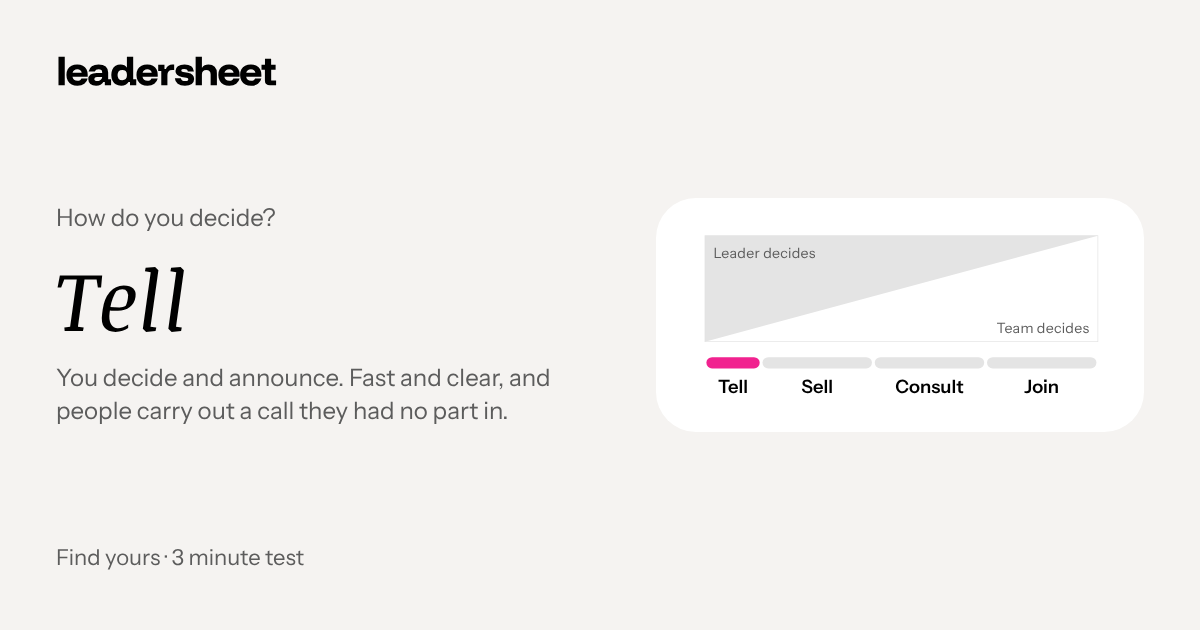 leadersheet
How do you decide?
Tell
You decide and announce. Fast and clear, and
people carry out a call they had no part in.
Find yours · 3 minute test
Leader decides
Team decides
Tell
Sell
Consult
Join